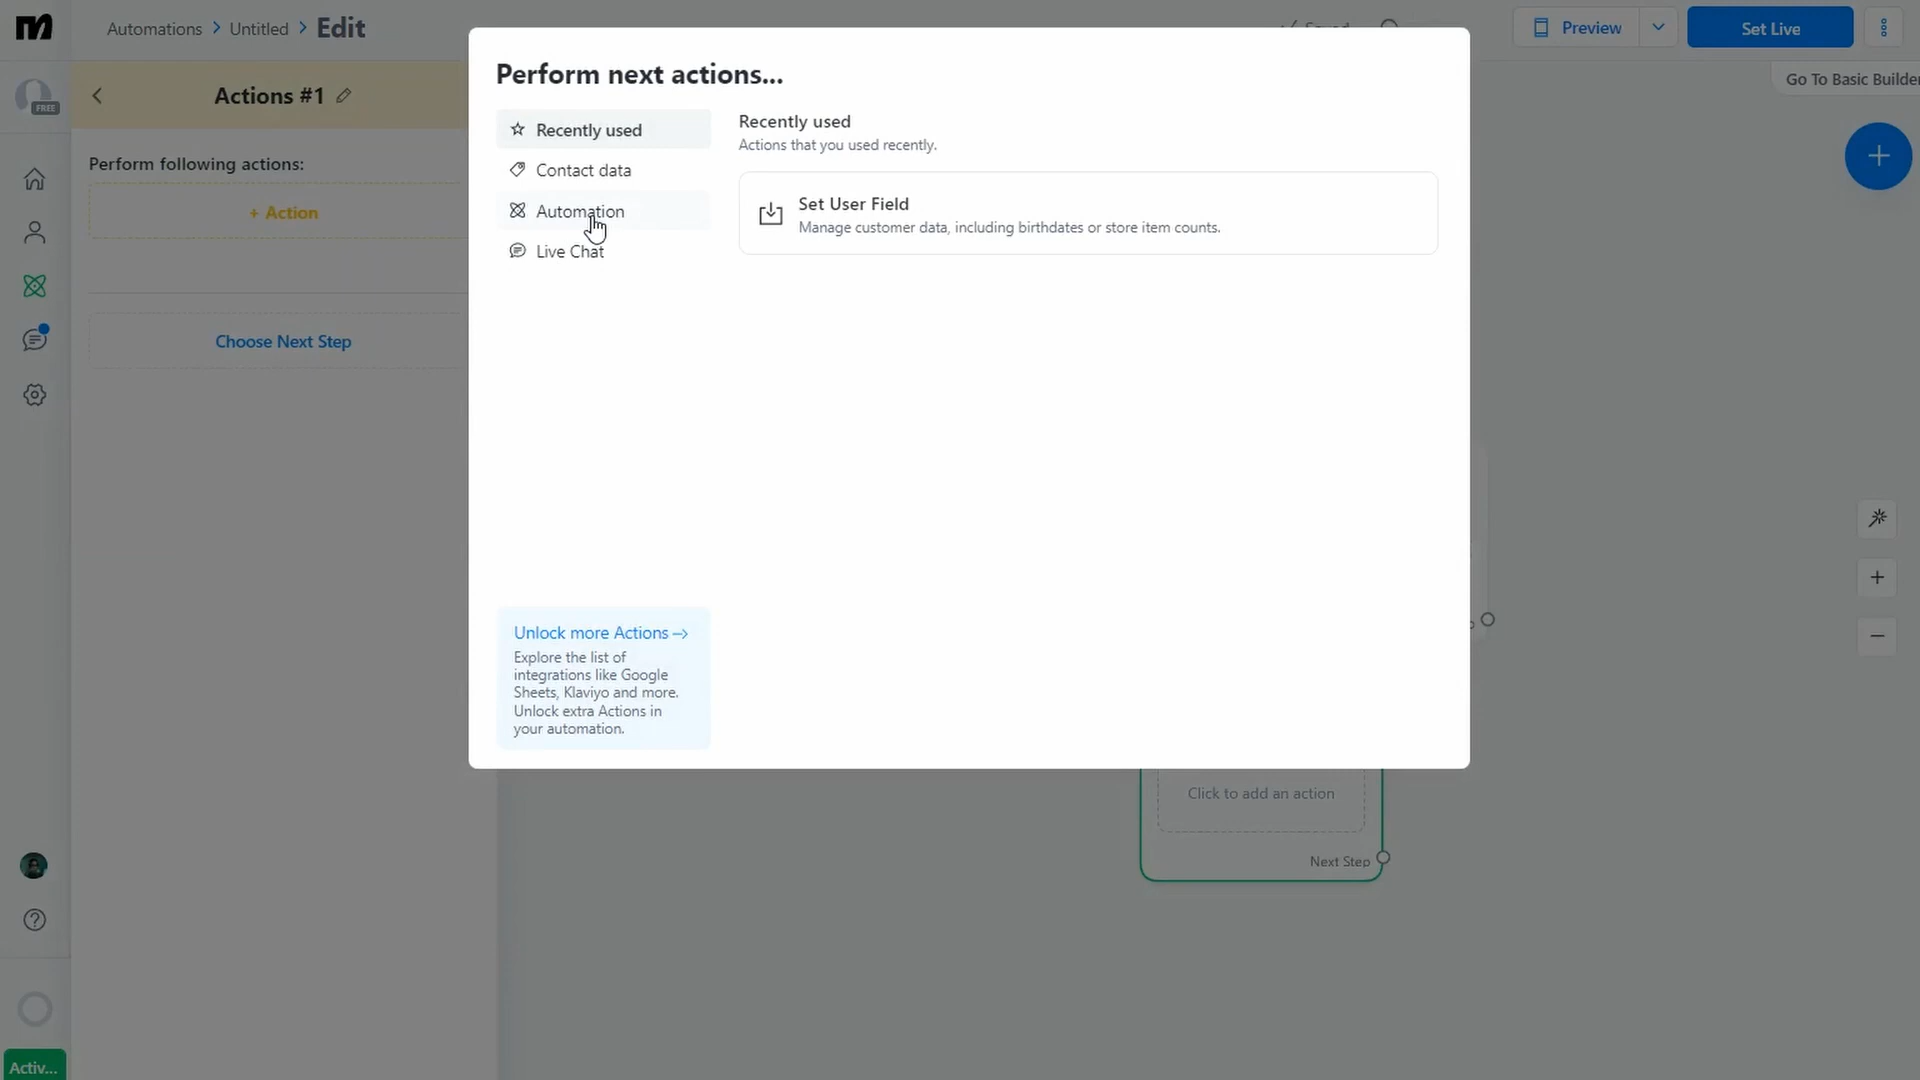 Automations > Untitled > Edit
Saved
Preview
Set Live
Go To Basic Builder
FREE
Actions #1
Perform following actions:
+ Action
Choose Next Step
Perform next actions...
Recently used
Contact data
Automation
Live Chat
Recently used
Actions that you used recently.
Set User Field
Manage customer data, including birthdates or store item counts.
Unlock more Actions →
Explore the list of
integrations like Google
Sheets, Klaviyo and more.
Unlock extra Actions in
your automation.
Click to add an action
Next Step
Activ...